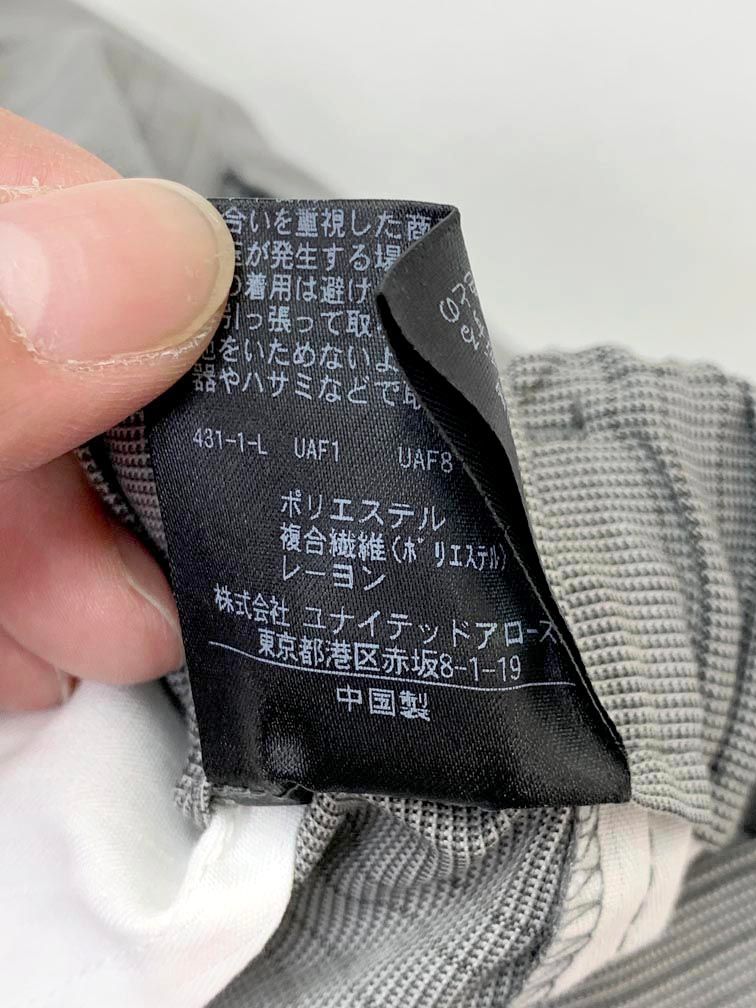 合いを重視した商
が発生する場
の着用は避け
引っ張って取
をいためないよ
器やハサミなどで取
431-1-L UAF1 UAF8
ポリエステル
複合繊維(ポリエステル)
レーヨン
株式会社 ユナイテッドアローズ
東京都港区赤坂8-1-19
中国製